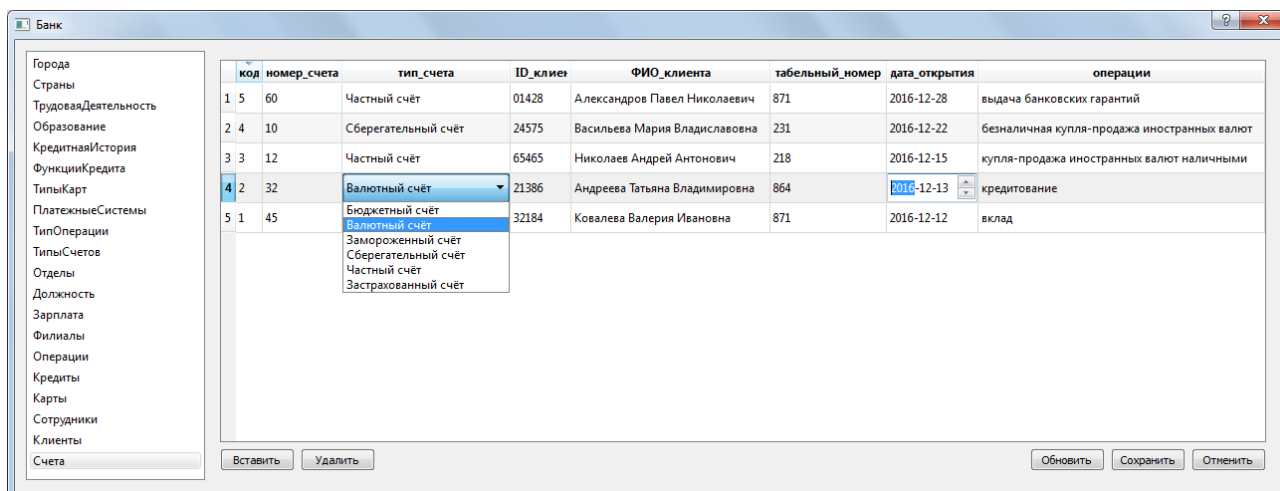 Банк
Города
Страны
ТрудоваяДеятельность
Образование
КредитнаяИстория
ФункцииКредита
ТипыКарт
ПлатежныеСистемы
ТипОперации
ТипыСчетов
Отделы
Должность
Зарплата
Филиалы
Операции
Кредиты
Карты
Сотрудники
Клиенты
Счета
код номер_счета тип_счета ID_клиен ФИО_клиента табельный_номер дата_открытия операции
1 5 60 Частный счёт 01428 Александров Павел Николаевич 871 2016-12-28 выдача банковских гарантий
2 4 10 Сберегательный счёт 24575 Васильева Мария Владиславовна 231 2016-12-22 безналичная купля-продажа иностранных валют
3 3 12 Частный счёт 65465 Николаев Андрей Антонович 218 2016-12-15 купля-продажа иностранных валют наличными
4 2 32 Валютный счёт 21386 Андреева Татьяна Владимировна 864 2016-12-13 кредитование
5 1 45 32184 Ковалева Валерия Ивановна 871 2016-12-12 вклад
Бюджетный счёт
Валютный счёт
Замороженный счёт
Сберегательный счёт
Частный счёт
Застрахованный счёт
Вставить Удалить Обновить Сохранить Отменить